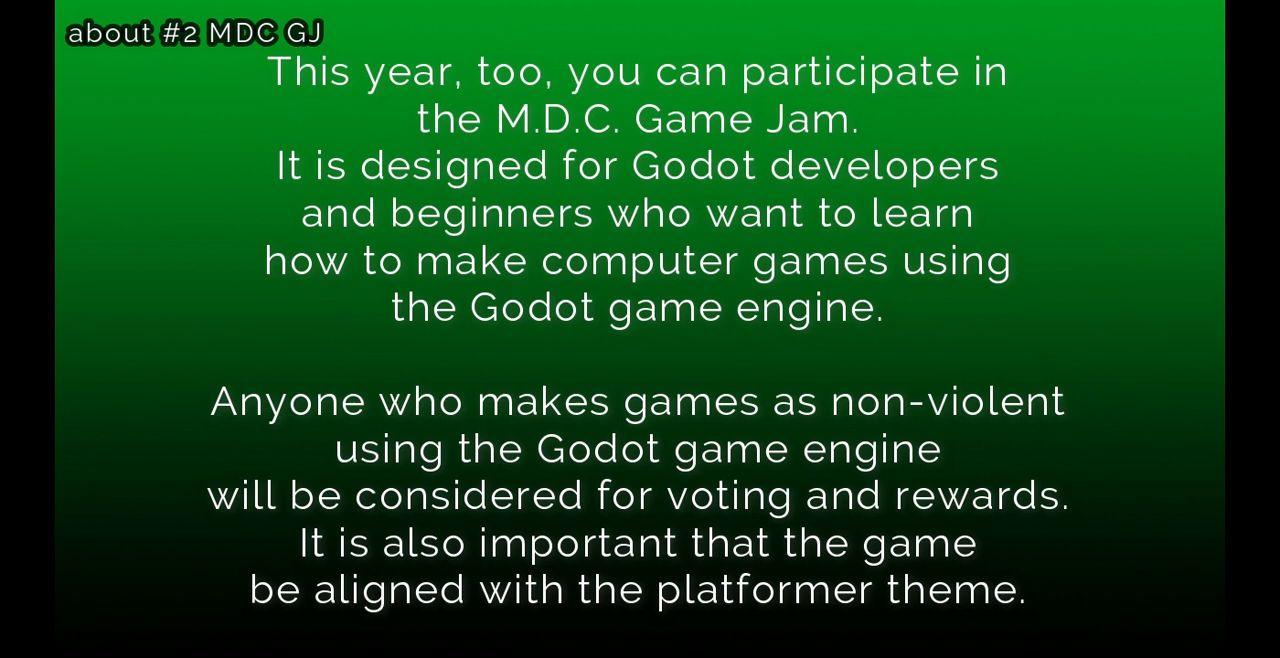 about #2 MDC GJ
This year, too, you can participate in
the M.D.C. Game Jam.
It is designed for Godot developers
and beginners who want to learn
how to make computer games using
the Godot game engine.
Anyone who makes games as non-violent
using the Godot game engine
will be considered for voting and rewards.
It is also important that the game
be aligned with the platformer theme.